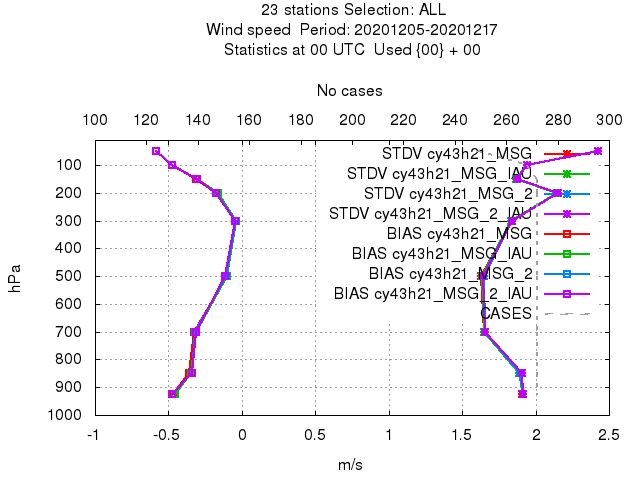 23 stations Selection: ALL
Wind speed  Period: 20201205-20201217
Statistics at 00 UTC  Used {00} + 00
No cases
100 120 140 160 180 200 220 240 260 280 300
STDV cy43h21_MSG
100
STDV cy43h21_MSG_IAU
200
STDV cy43h21_MSG_2
STDV cy43h21_MSG_2_IAU
300
BIAS cy43h21_MSG
400
BIAS cy43h21_MSG_IAU
hPa
500
BIAS cy43h21_MSG_2
BIAS cy43h21_MSG_2_IAU
600
CASES
700
800
900
1000
-1 -0.5 0 0.5 1 1.5 2 2.5
m/s